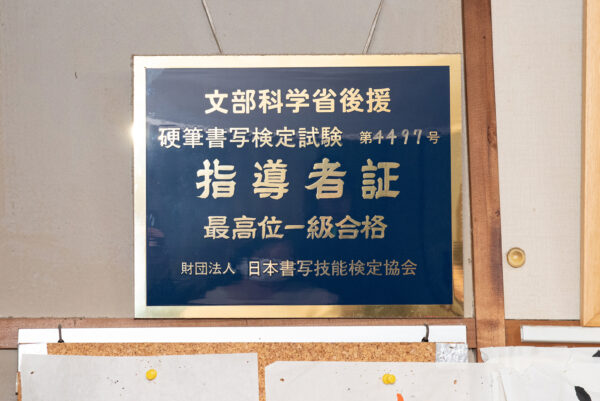 文部科学省後援
硬筆書写検定試験 第4497号
指導者証
最高位一級合格
財団法人 日本書写技能検定協会